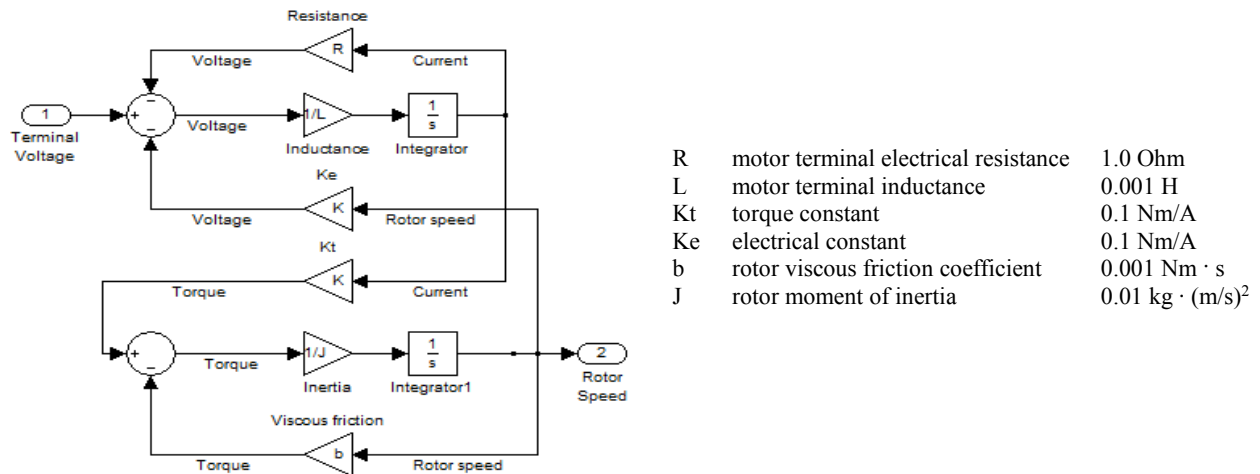 Resistance
R
Voltage
Current
1
Terminal
Voltage
+
−
−
Voltage
1/L
Inductance
1
s
Integrator
Ke
K
Voltage
Rotor speed
Kt
K
Torque
Current
+
−
Torque
1/J
Inertia
1
s
Integrator1
2
Rotor
Speed
Viscous friction
b
Torque
Rotor speed
R motor terminal electrical resistance 1.0 Ohm
L motor terminal inductance 0.001 H
Kt torque constant 0.1 Nm/A
Ke electrical constant 0.1 Nm/A
b rotor viscous friction coefficient 0.001 Nm · s
J rotor moment of inertia 0.01 kg · (m/s)²